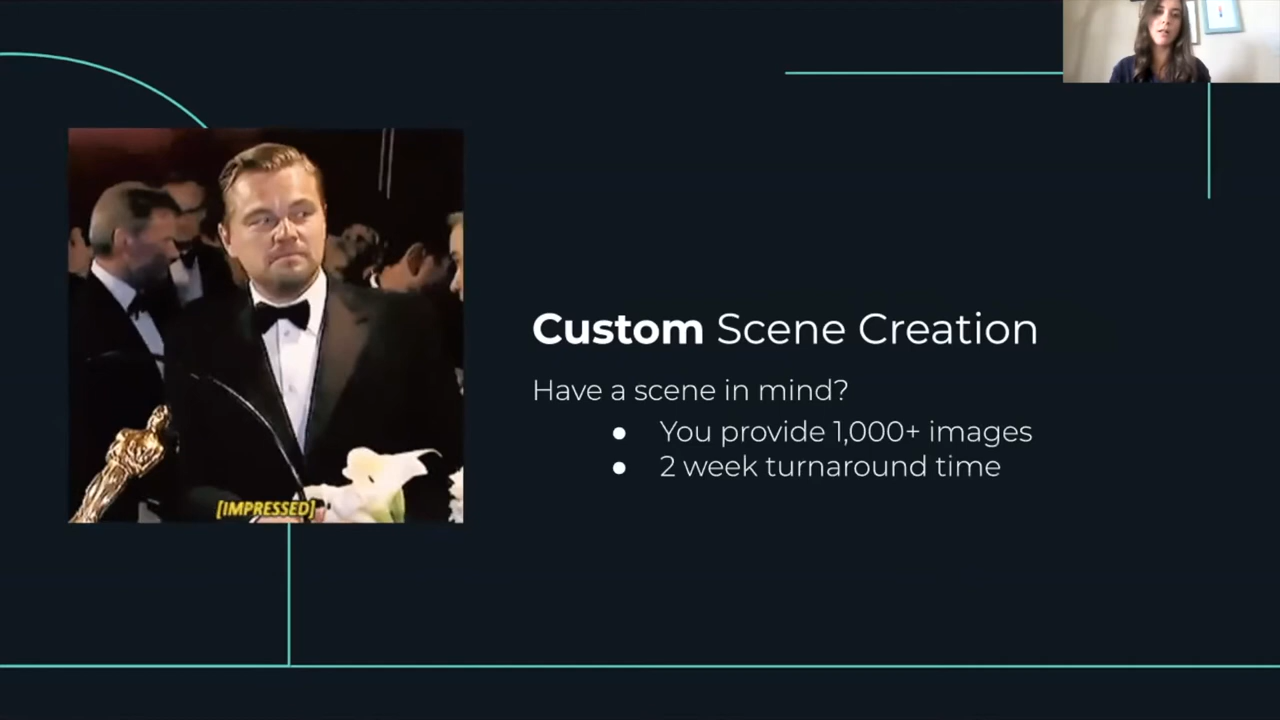 Custom Scene Creation
Have a scene in mind?
● You provide 1,000+ images
● 2 week turnaround time
[IMPRESSED]